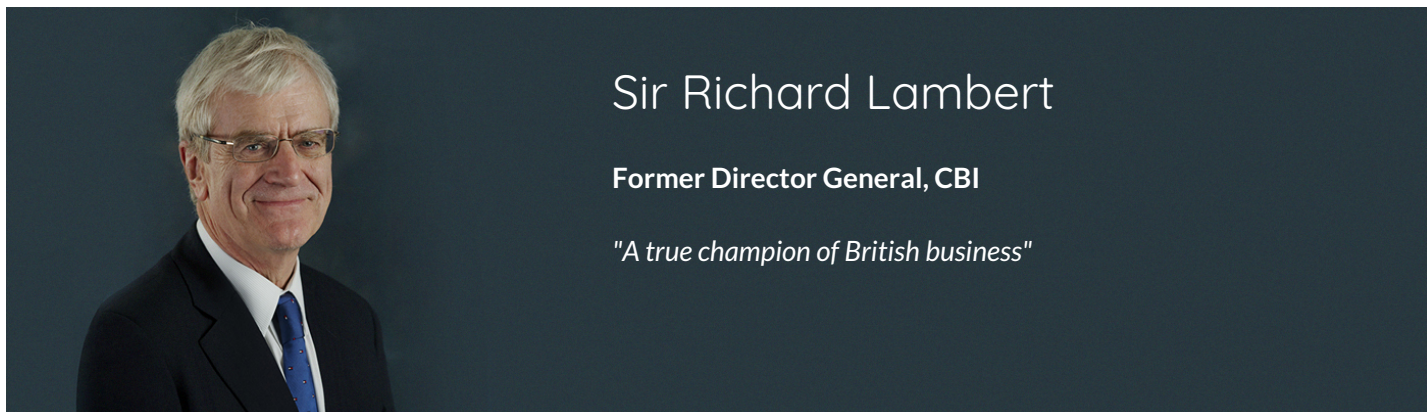 Sir Richard Lambert
Former Director General, CBI
"A true champion of British business"